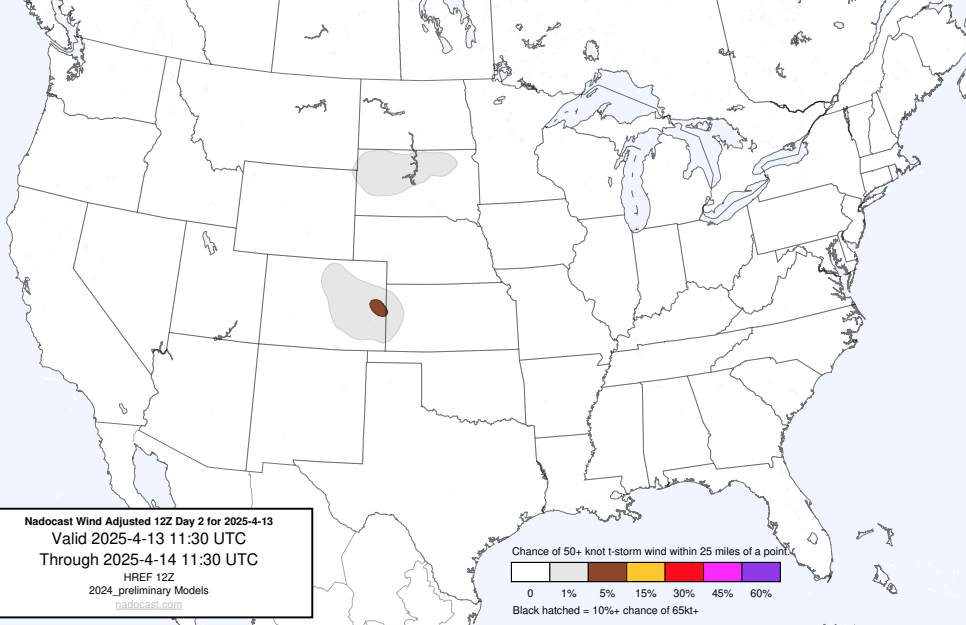 Nadocast Wind Adjusted 12Z Day 2 for 2025-4-13
Valid 2025-4-13 11:30 UTC
Through 2025-4-14 11:30 UTC
HREF 12Z
2024_preliminary Models
nadocast.com
Chance of 50+ knot t-storm wind within 25 miles of a point.
0 1% 5% 15% 30% 45% 60%
Black hatched = 10%+ chance of 65kt+